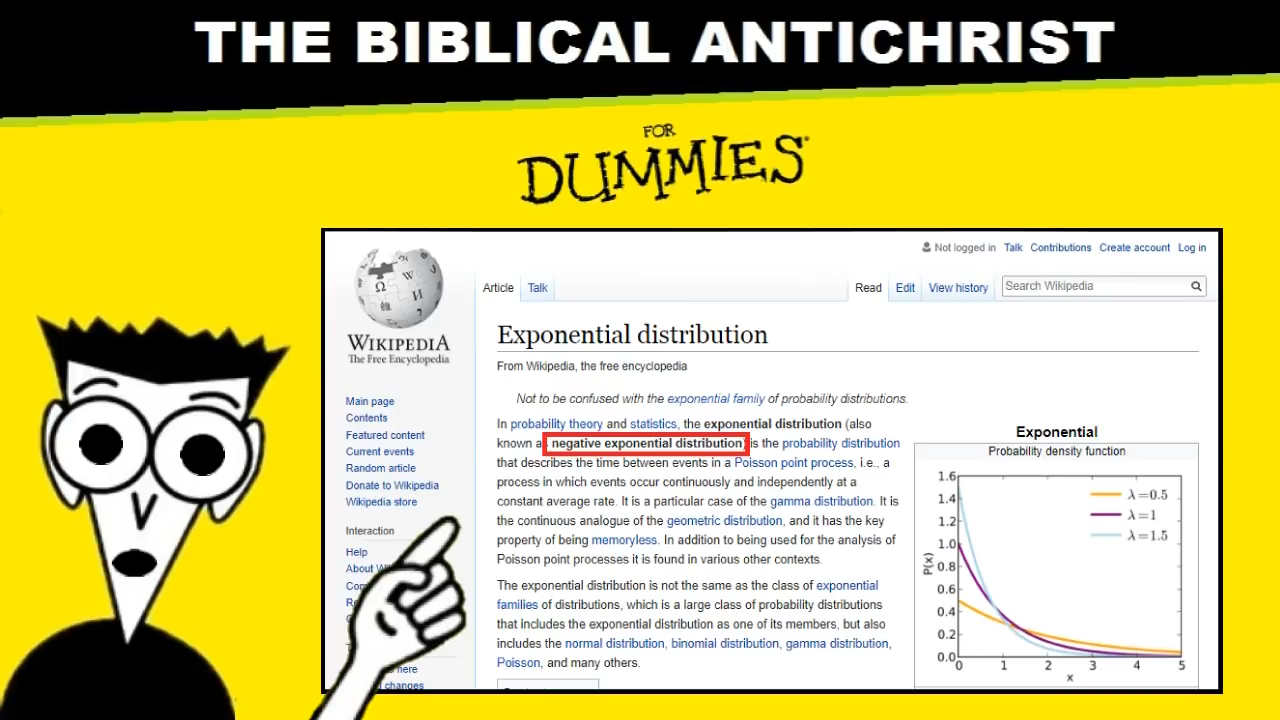 THE BIBLICAL ANTICHRIST
FOR
DUMMIES
Not logged in Talk Contributions Create account Log in
Article Talk Read Edit View history Search Wikipedia
WIKIPEDIA
The Free Encyclopedia
Main page
Contents
Featured content
Current events
Random article
Donate to Wikipedia
Wikipedia store
Interaction
Help
About
here
changes
Exponential distribution
From Wikipedia, the free encyclopedia
Not to be confused with the exponential family of probability distributions.
In probability theory and statistics, the exponential distribution (also
known as negative exponential distribution) is the probability distribution
that describes the time between events in a Poisson point process, i.e., a
process in which events occur continuously and independently at a
constant average rate. It is a particular case of the gamma distribution. It is
the continuous analogue of the geometric distribution, and it has the key
property of being memoryless. In addition to being used for the analysis of
Poisson point processes it is found in various other contexts.
The exponential distribution is not the same as the class of exponential
families of distributions, which is a large class of probability distributions
that includes the exponential distribution as one of its members, but also
includes the normal distribution, binomial distribution, gamma distribution,
Poisson, and many others.
Exponential
Probability density function
1.6
1.4
1.2
1.0
0.8
0.6
0.4
0.2
0.0
P(x)
λ=0.5
λ=1
λ=1.5
0 1 2 3 4 5
x